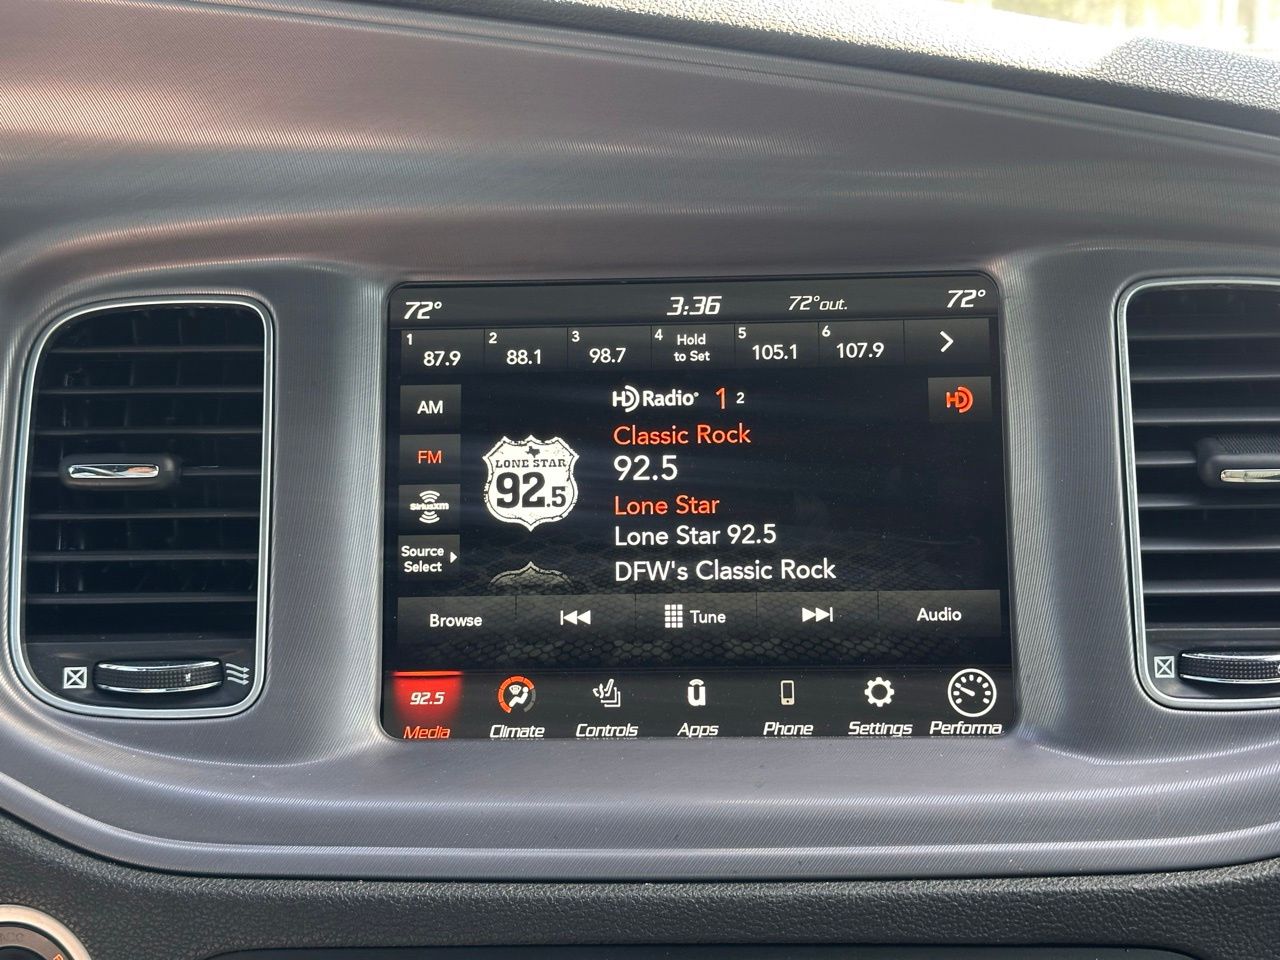 72° 3:36 72°out. 72°
1 87.9 2 88.1 3 98.7 4 Hold to Set 5 105.1 6 107.9
AM
FM
SiriusXM
Source
Select
LONE STAR
92.5
HD Radio 1 2
HD
Classic Rock
92.5
Lone Star
Lone Star 92.5
DFW's Classic Rock
Browse Tune Audio
92.5
Media Climate Controls Apps Phone Settings Performa